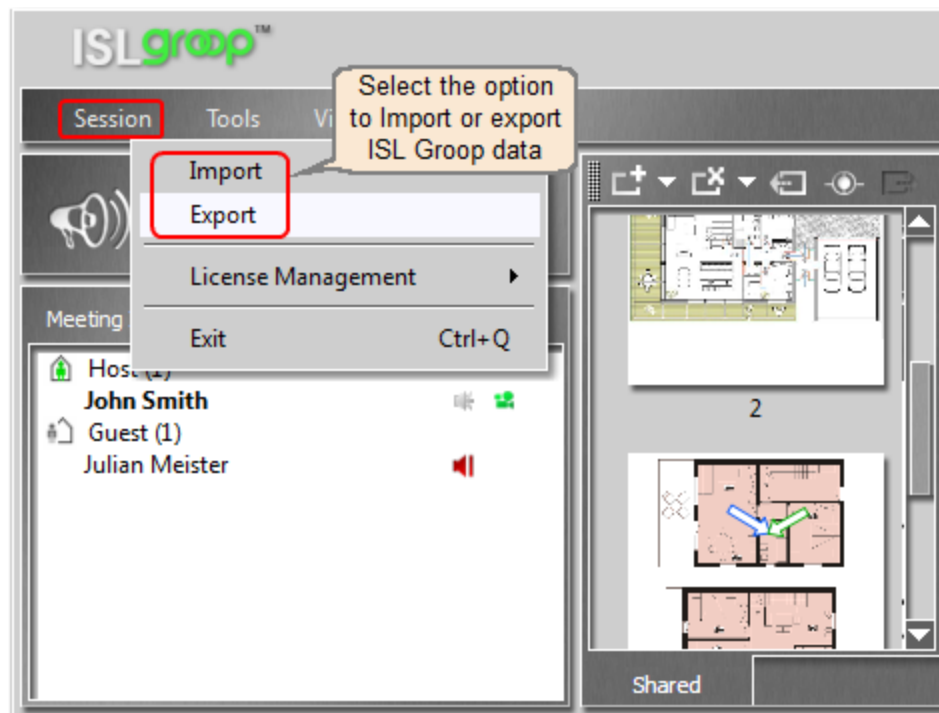 ISLgroop™
Session Tools Vi
Select the option
to Import or export
ISL Groop data
Import
Export
License Management
Exit Ctrl+Q
Meeting
Host (1)
John Smith
Guest (1)
Julian Meister
2
Shared